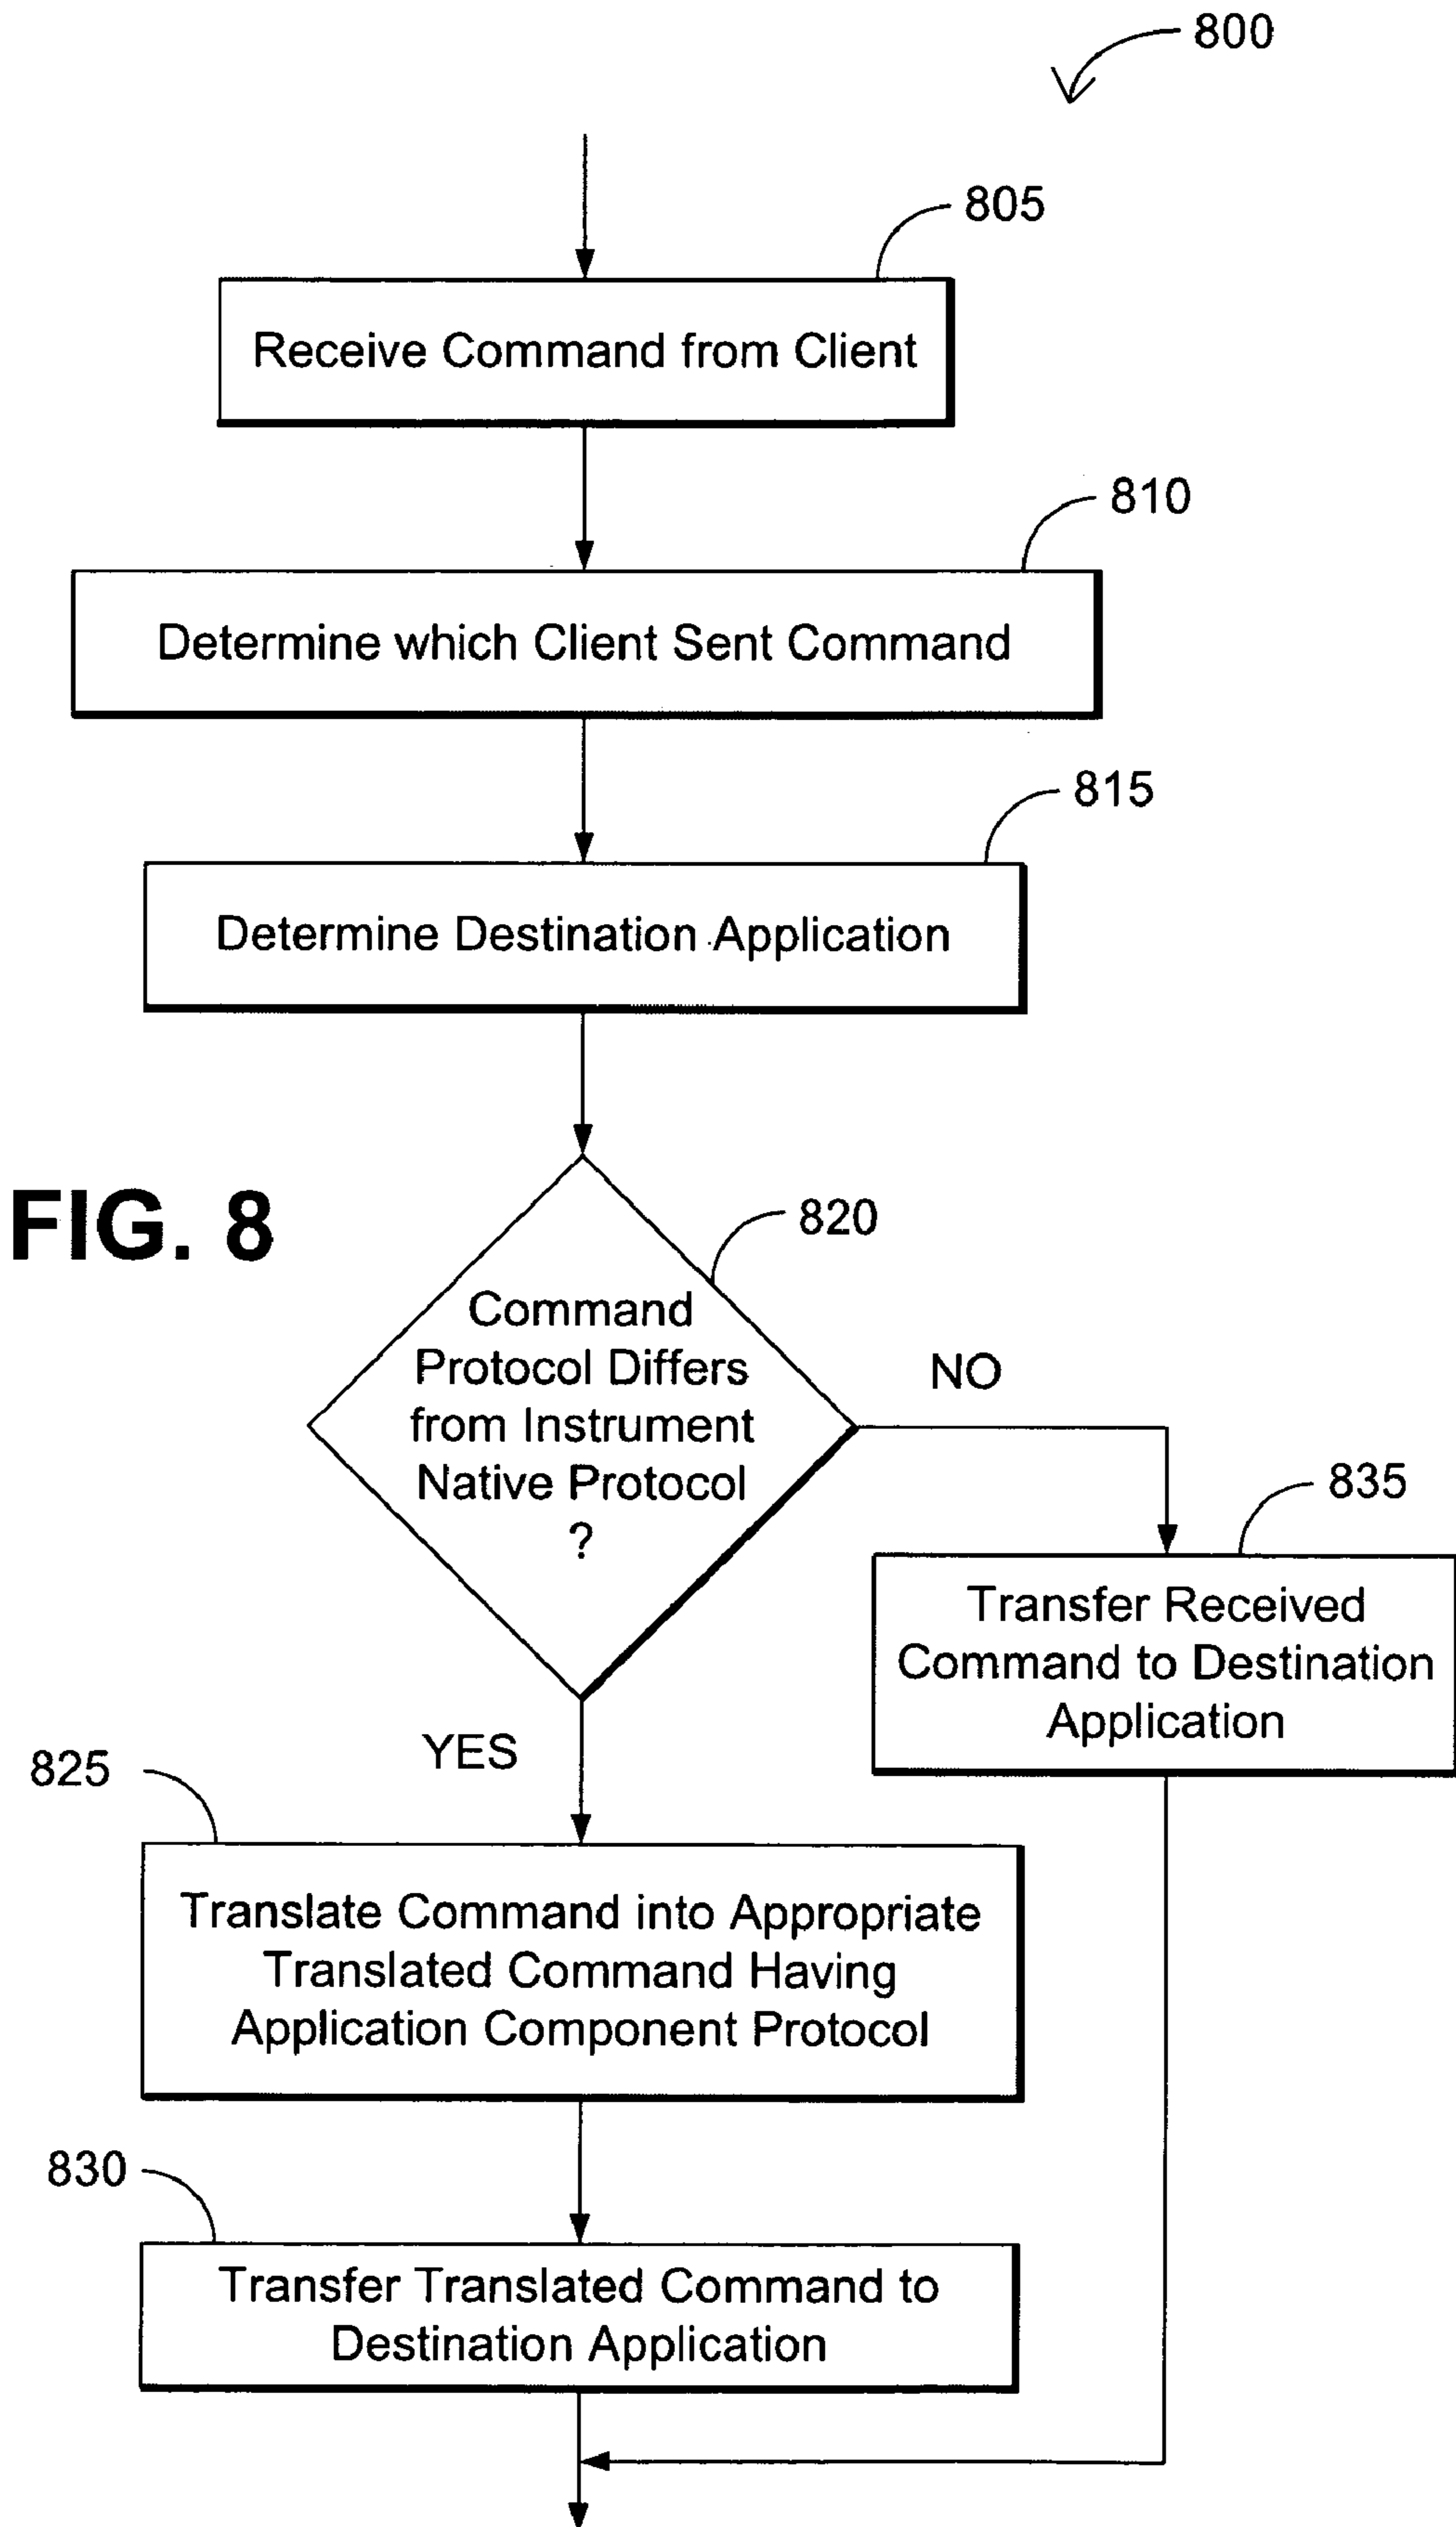 800
805
Receive Command from Client
810
Determine which Client Sent Command
815
Determine Destination Application
FIG. 8
820
Command
Protocol Differs
from Instrument
Native Protocol
?
NO
835
Transfer Received
Command to Destination
Application
YES
825
Translate Command into Appropriate
Translated Command Having
Application Component Protocol
830
Transfer Translated Command to
Destination Application